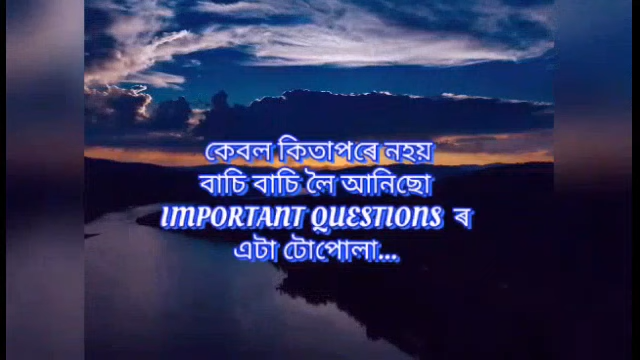 কেবল কিতাপৰে নহয়
বাচি বাচি লৈ আনিছো
IMPORTANT QUESTIONS ৰ
এটা টোপোলা...